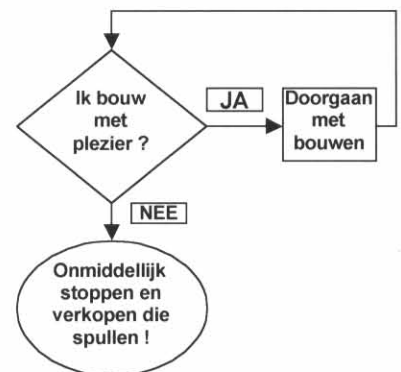 Ik bouw
met
plezier ?
JA
Doorgaan
met
bouwen
NEE
Onmiddellijk
stoppen en
verkopen die
spullen !